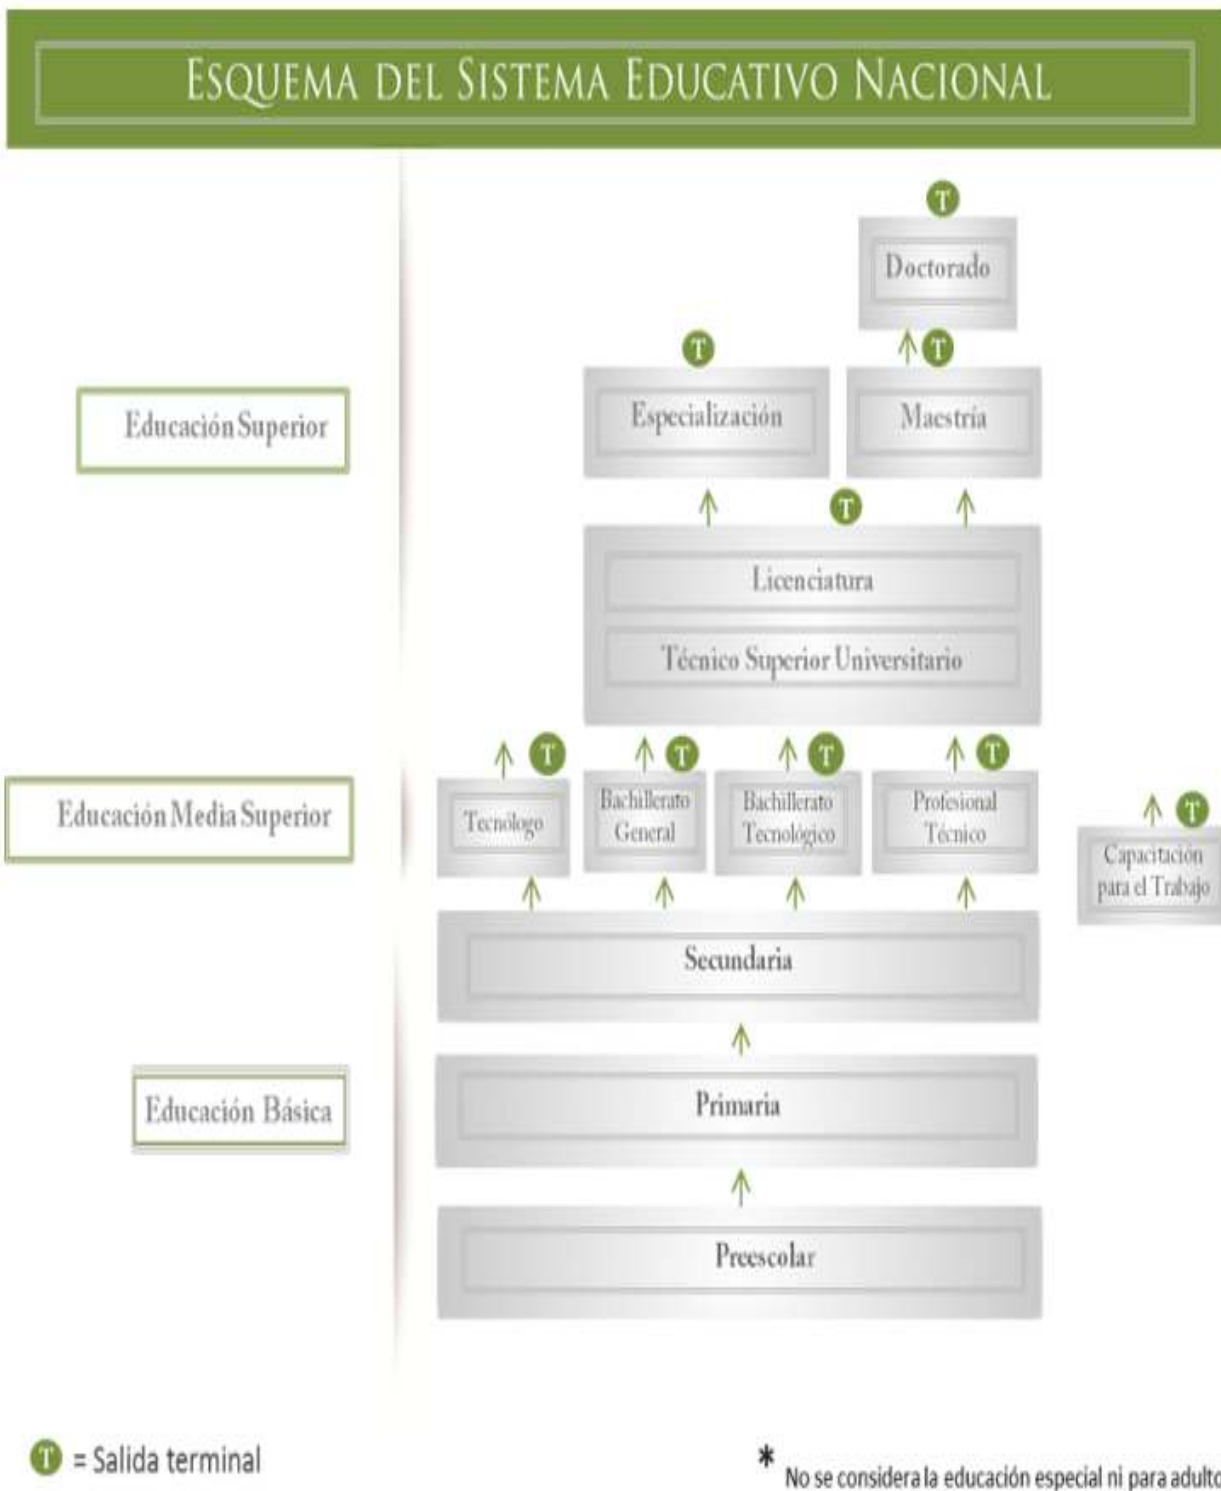 ESQUEMA DEL SISTEMA EDUCATIVO NACIONAL
T
Doctorado
T
T
Educación Superior
Especialización
Maestría
T
Licenciatura
Técnico Superior Universitario
T
T
T
T
Educación Media Superior
Tecnólogo
Bachillerato
General
Bachillerato
Tecnológico
Profesional
Técnico
T
Capacitación
para el Trabajo
Secundaria
Educación Básica
Primaria
Preescolar
T = Salida terminal
* No se considera la educación especial ni para adulto